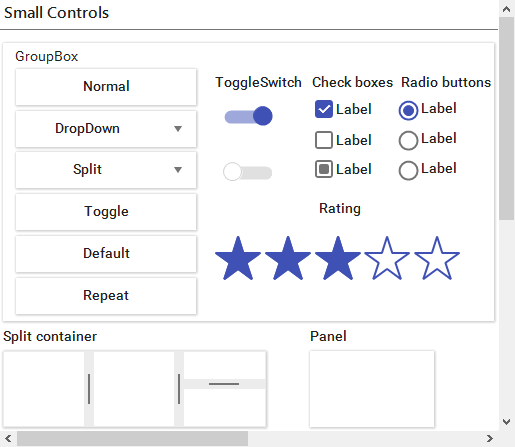 Small Controls
GroupBox
Normal
DropDown
Split
Toggle
Default
Repeat
ToggleSwitch
Check boxes
Label
Label
Label
Radio buttons
Label
Label
Label
Rating
Split container
Panel